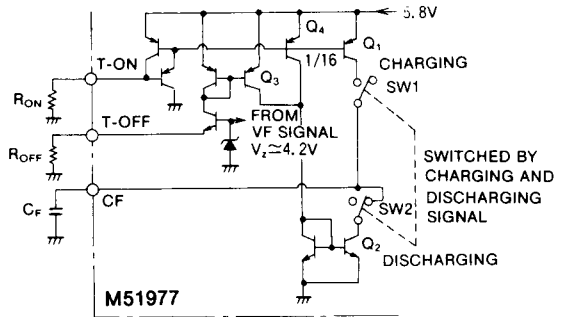 5.8V
Q4
Q1
T-ON
1/16
CHARGING
Q3
SW1
RON
T-OFF
FROM
VF SIGNAL
VZ≃4.2V
ROFF
SWITCHED BY
CHARGING AND
DISCHARGING
SIGNAL
CF
SW2
CF
Q2
DISCHARGING
M51977